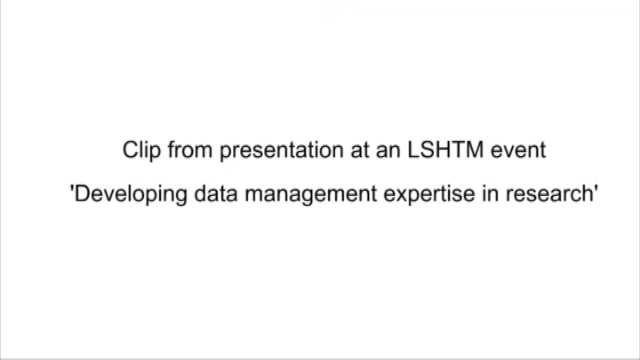 Clip from presentation at an LSHTM event
'Developing data management expertise in research'